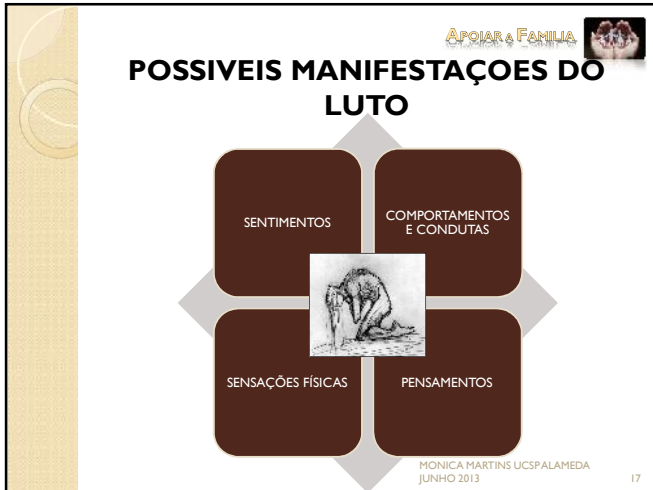 APOIAR A FAMILIA
POSSIVEIS MANIFESTAÇOES DO
LUTO
SENTIMENTOS
COMPORTAMENTOS
E CONDUTAS
SENSAÇÕES FÍSICAS
PENSAMENTOS
MONICA MARTINS UCSPALAMEDA
JUNHO 2013
17